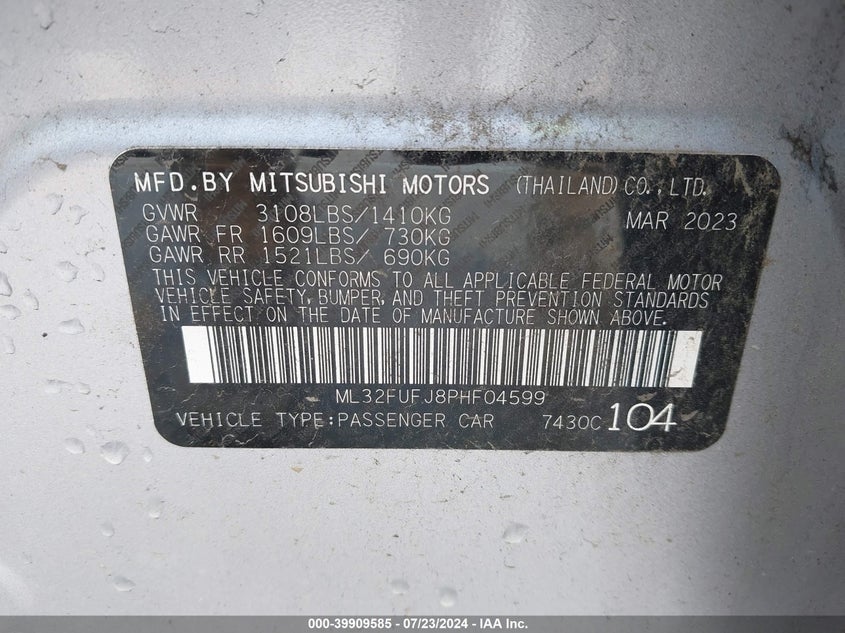 MFD.BY MITSUBISHI MOTORS (THAILAND) CO., LTD.
GVWR 3108LBS/1410KG MAR 2023
GAWR FR 1609LBS/ 730KG
GAWR RR 1521LBS/ 690KG
THIS VEHICLE CONFORMS TO ALL APPLICABLE FEDERAL MOTOR
VEHICLE SAFETY, BUMPER, AND THEFT PREVENTION STANDARDS
IN EFFECT ON THE DATE OF MANUFACTURE SHOWN ABOVE.
ML32FUFJ8PHF04599
VEHICLE TYPE:PASSENGER CAR 7430C 104
000-39909585 - 07/23/2024 - IAA Inc.